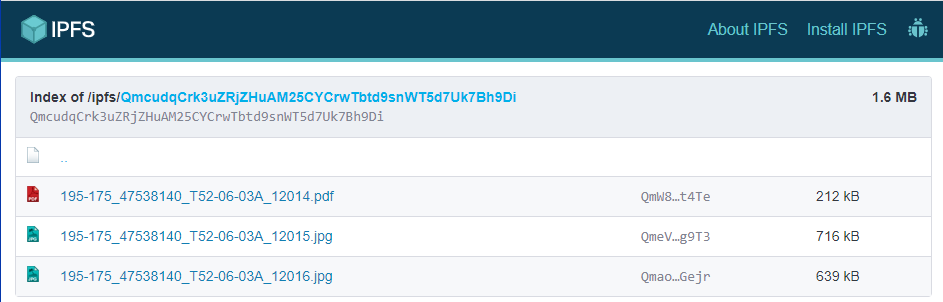 IPFS About IPFS Install IPFS
Index of /ipfs/QmcudqCrk3uZRjZHuAM25CYCrwTbtd9snWT5d7Uk7Bh9Di 1.6 MB
QmcudqCrk3uZRjZHuAM25CYCrwTbtd9snWT5d7Uk7Bh9Di
..
PDF 195-175_47538140_T52-06-03A_12014.pdf QmW8…t4Te 212 kB
JPG 195-175_47538140_T52-06-03A_12015.jpg QmeV…g9T3 716 kB
JPG 195-175_47538140_T52-06-03A_12016.jpg Qmao…Gejr 639 kB